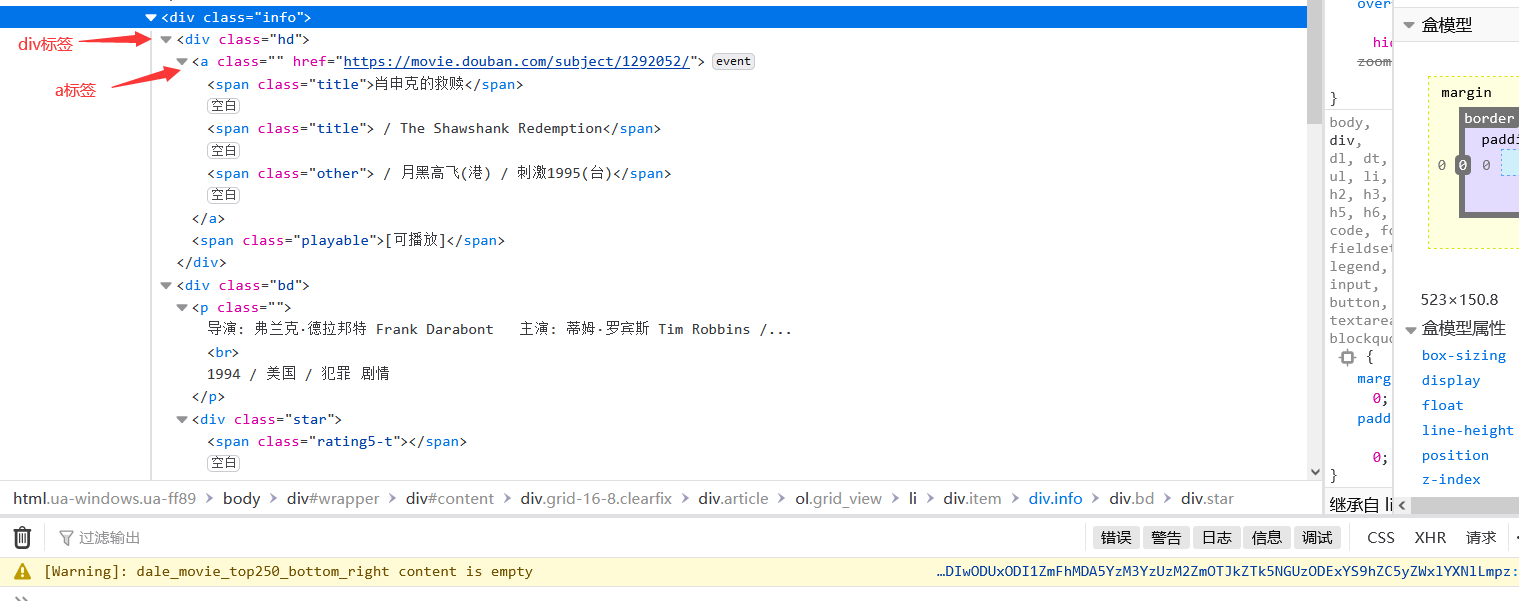 <div class="info">
div标签
<div class="hd">
a标签
<a class="" href="https://movie.douban.com/subject/1292052/"> event
<span class="title">肖申克的救赎</span>
空白
<span class="title"> / The Shawshank Redemption</span>
空白
<span class="other"> / 月黑高飞(港) / 刺激1995(台)</span>
空白
</a>
<span class="playable">[可播放]</span>
</div>
<div class="bd">
<p class="">
导演: 弗兰克·德拉邦特 Frank Darabont 主演: 蒂姆·罗宾斯 Tim Robbins /...
<br>
1994 / 美国 / 犯罪 剧情
</p>
<div class="star">
<span class="rating5-t"></span>
空白
over
hid
zoom
}
body,
div,
dl, dt,
ul, li,
h2, h3,
h5, h6,
code, fo
fieldset
legend,
input,
button,
textarea
blockquo
{
marg
0;
padd
0;
}
继承自 li
盒模型
margin
border
paddi
0 0 0
523×150.8
盒模型属性
box-sizing
display
float
line-height
position
z-index
html.ua-windows.ua-ff89 body div#wrapper div#content div.grid-16-8.clearfix div.article ol.grid_view li div.item div.info div.bd div.star
过滤输出 错误 警告 日志 信息 调试 CSS XHR 请求
[Warning]: dale_movie_top250_bottom_right content is empty